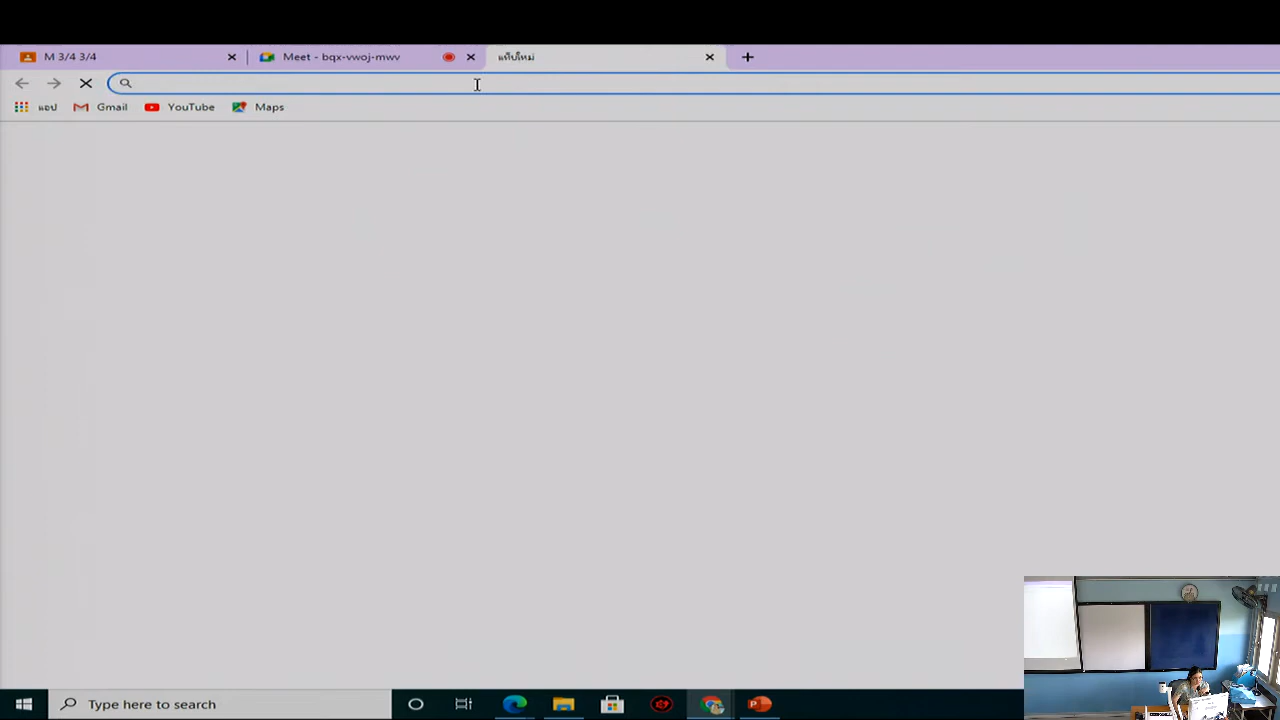 M 3/4 3/4
Meet - bqx-vwoj-mwv
แท็บใหม่
แอป
Gmail
YouTube
Maps
Type here to search